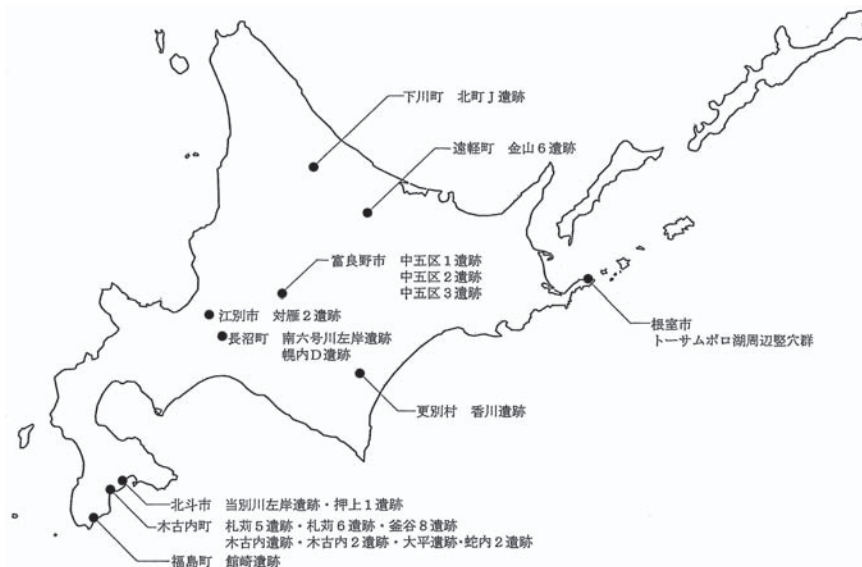 下川町 北町J遺跡
遠軽町 金山6遺跡
富良野市 中五区1遺跡
中五区2遺跡
中五区3遺跡
江別市 対雁2遺跡
長沼町 南六号川左岸遺跡
幌内D遺跡
根室市
トーサムポロ湖周辺竪穴群
更別村 香川遺跡
北斗市 当別川左岸遺跡・押上1遺跡
木古内町 札苅5遺跡・札苅6遺跡・釜谷8遺跡
木古内遺跡・木古内2遺跡・大平遺跡・蛇内2遺跡
福島町 館崎遺跡